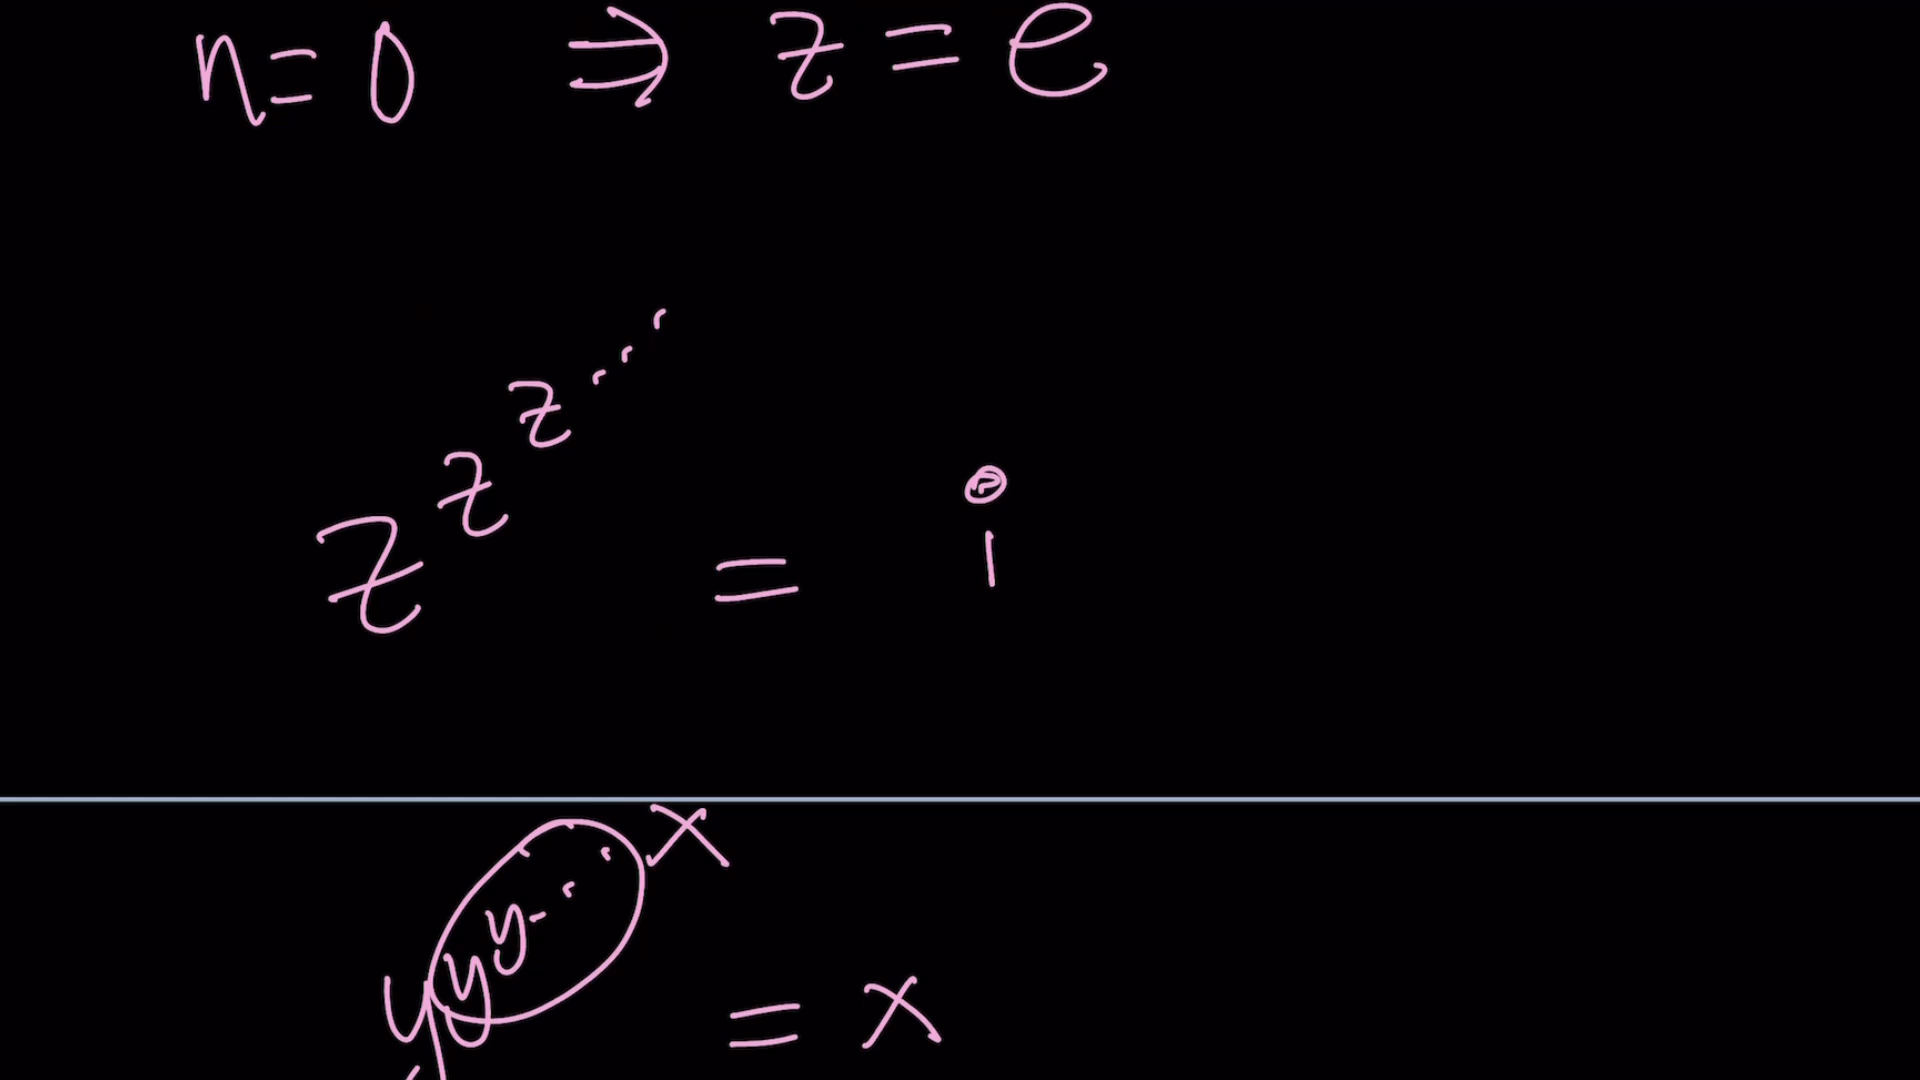 n = 0 ⇒ z = e
z^z^z^... = i
y^y^y^... x = x